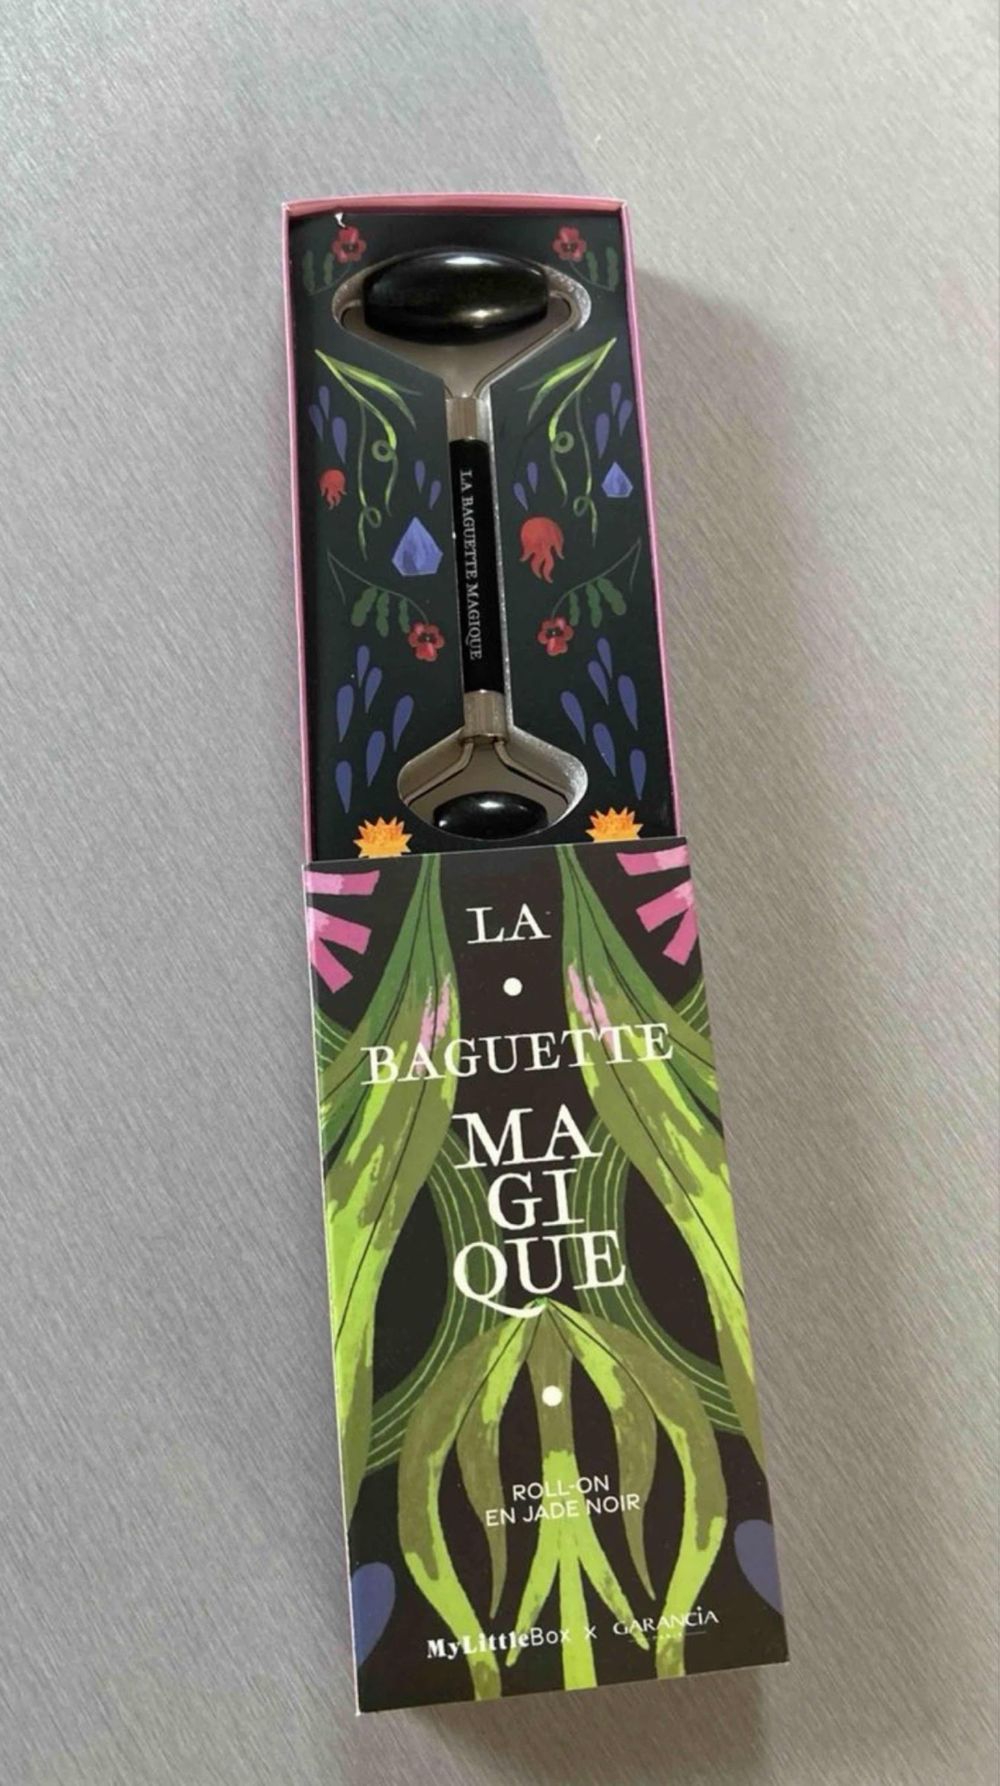 LA BAGUETTE MAGIQUE
LA
BAGUETTE
MA
GI
QUE
ROLL-ON
EN JADE NOIR
MyLittleBox x GARANCiA